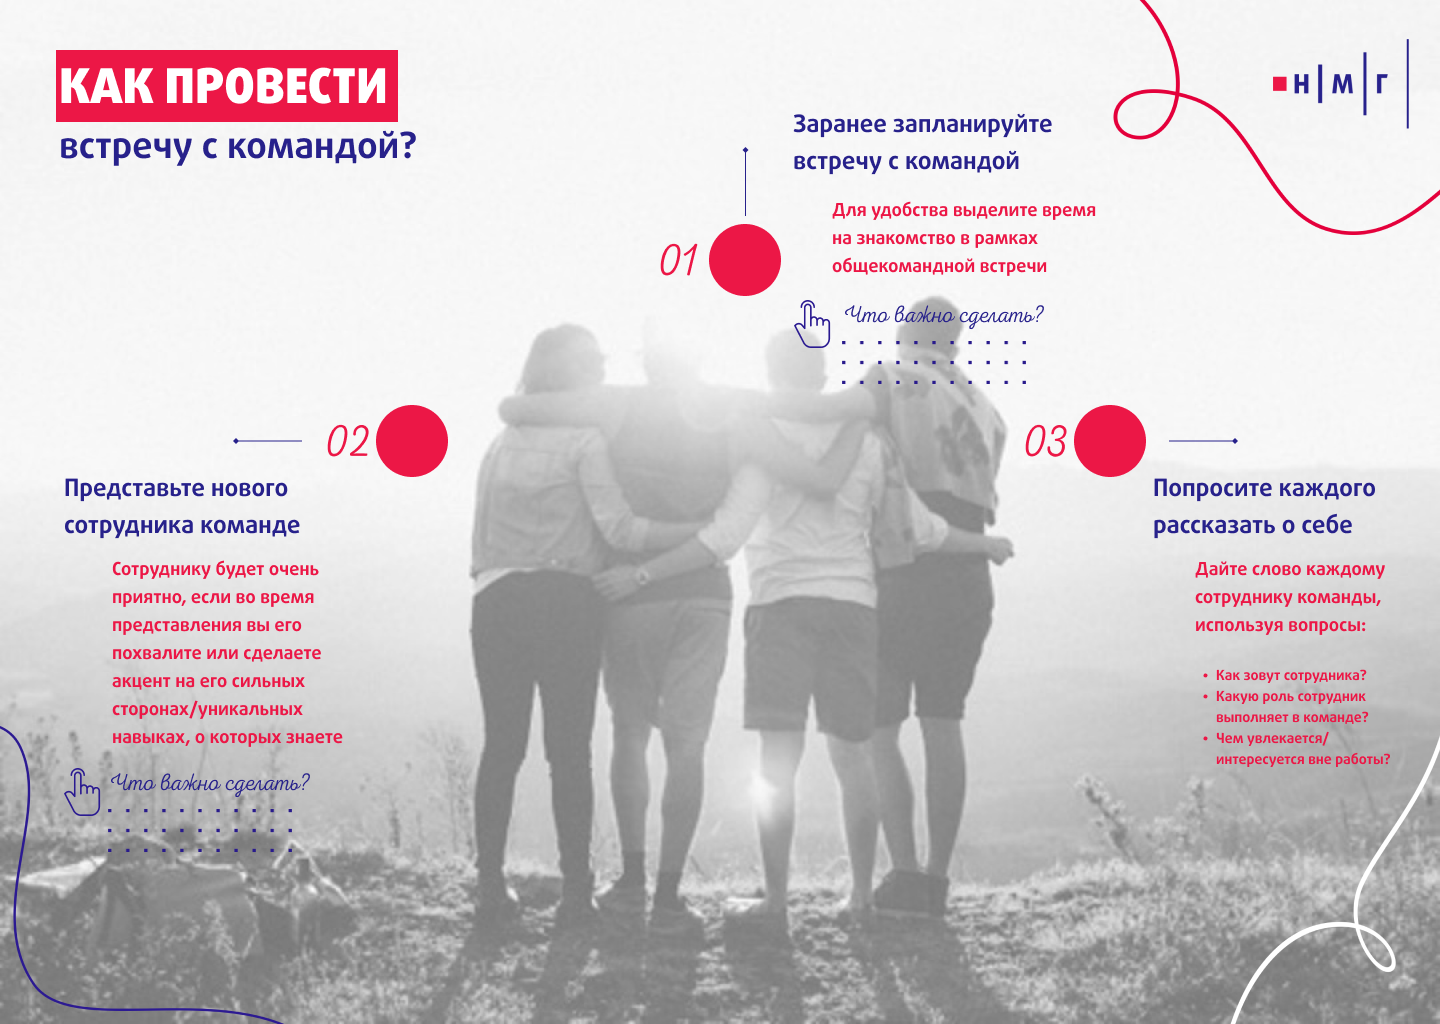 КАК ПРОВЕСТИ
встречу с командой?
Н|М|Г
01
Заранее запланируйте
встречу с командой
Для удобства выделите время
на знакомство в рамках
общекомандной встречи
Что важно сделать?
02
Представьте нового
сотрудника команде
Сотруднику будет очень
приятно, если во время
представления вы его
похвалите или сделаете
акцент на его сильных
сторонах/уникальных
навыках, о которых знаете
Что важно сделать?
03
Попросите каждого
рассказать о себе
Дайте слово каждому
сотруднику команды,
используя вопросы:
• Как зовут сотрудника?
• Какую роль сотрудник
выполняет в команде?
• Чем увлекается/
интересуется вне работы?